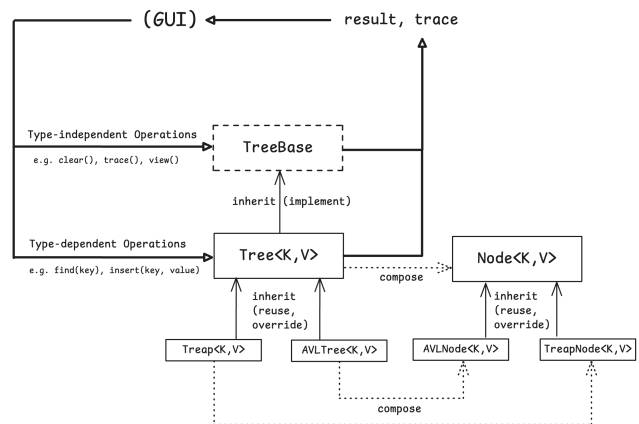 (GUI)
result, trace
Type-independent Operations
e.g. clear(), trace(), view()
TreeBase
inherit (implement)
Type-dependent Operations
e.g. find(key), insert(key, value)
Tree<K,V>
Node<K,V>
compose
inherit
(reuse,
override)
inherit
(reuse,
override)
Treap<K,V>
AVLTree<K,V>
AVLNode<K,V>
TreapNode<K,V>
compose